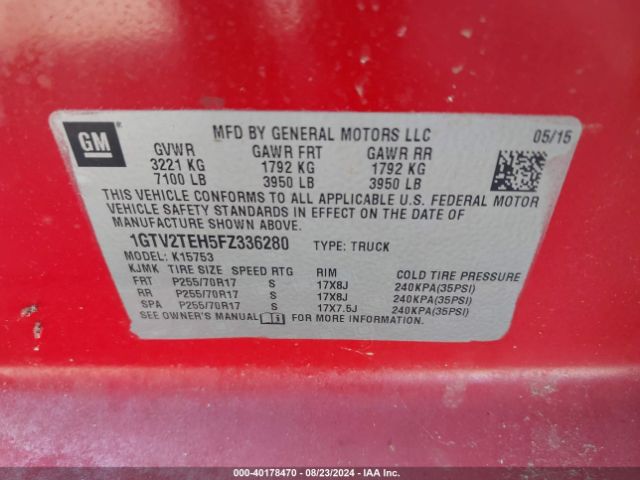 GM
MFD BY GENERAL MOTORS LLC 05/15
GVWR GAWR FRT GAWR RR
3221 KG 1792 KG 1792 KG
7100 LB 3950 LB 3950 LB
THIS VEHICLE CONFORMS TO ALL APPLICABLE U.S. FEDERAL MOTOR
VEHICLE SAFETY STANDARDS IN EFFECT ON THE DATE OF
MANUFACTURE SHOWN ABOVE.
1GTV2TEH5FZ336280 TYPE: TRUCK
MODEL: K15753
KJMK TIRE SIZE SPEED RTG RIM COLD TIRE PRESSURE
FRT P255/70R17 S 17X8J 240KPA(35PSI)
RR P255/70R17 S 17X8J 240KPA(35PSI)
SPA P255/70R17 S 17X7.5J 240KPA(35PSI)
SEE OWNER'S MANUAL FOR MORE INFORMATION.
000-40178470 - 08/23/2024 - IAA Inc.